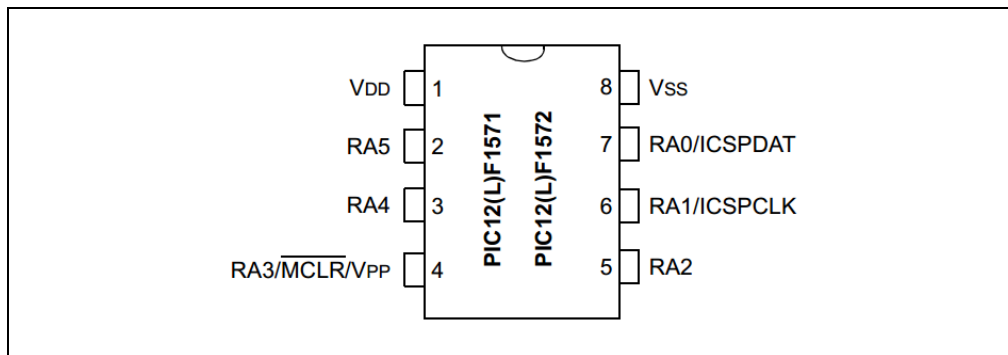 VDD 1
RA5 2
RA4 3
RA3/MCLR/VPP 4
PIC12(L)F1571
PIC12(L)F1572
8 VSS
7 RA0/ICSPDAT
6 RA1/ICSPCLK
5 RA2